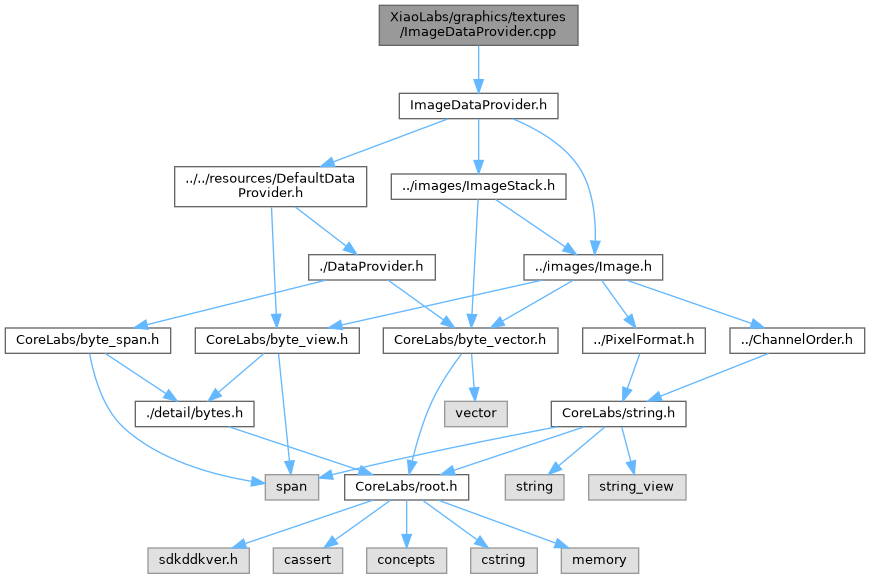 XiaoLabs/graphics/textures
/ImageDataProvider.cpp
ImageDataProvider.h
../../resources/DefaultData
Provider.h
../images/ImageStack.h
./DataProvider.h
../images/Image.h
CoreLabs/byte_span.h
CoreLabs/byte_view.h
CoreLabs/byte_vector.h
../PixelFormat.h
../ChannelOrder.h
./detail/bytes.h
vector
CoreLabs/string.h
span
CoreLabs/root.h
string
string_view
sdkddkver.h
cassert
concepts
cstring
memory